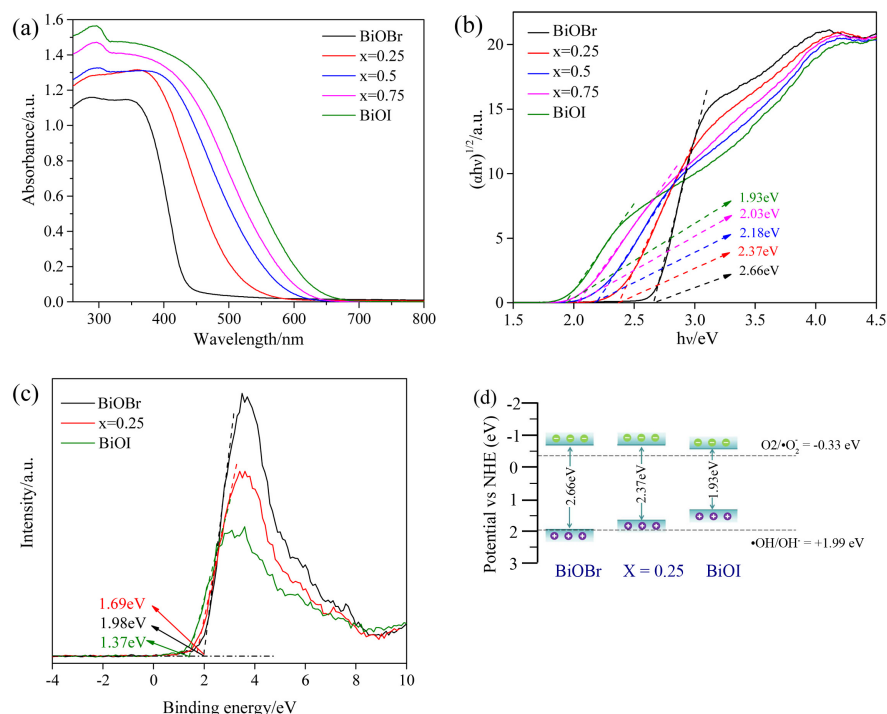 (a)
1.6
1.4
1.2
1.0
0.8
0.6
0.4
0.2
0.0
Absorbance/a.u.
BiOBr
x=0.25
x=0.5
x=0.75
BiOI
300 400 500 600 700 800
Wavelength/nm
(b)
20
15
10
5
0
(αhν)1/2/a.u.
BiOBr
x=0.25
x=0.5
x=0.75
BiOI
1.93eV
2.03eV
2.18eV
2.37eV
2.66eV
1.5 2.0 2.5 3.0 3.5 4.0 4.5
hν/eV
(c)
Intensity/a.u.
BiOBr
x=0.25
BiOI
1.69eV
1.98eV
1.37eV
-4 -2 0 2 4 6 8 10
Binding energy/eV
(d)
Potential vs NHE (eV)
-2
-1
0
1
2
3
2.66eV
2.37eV
1.93eV
O2/•O2- = -0.33 eV
•OH/OH- = +1.99 eV
BiOBr X = 0.25 BiOI